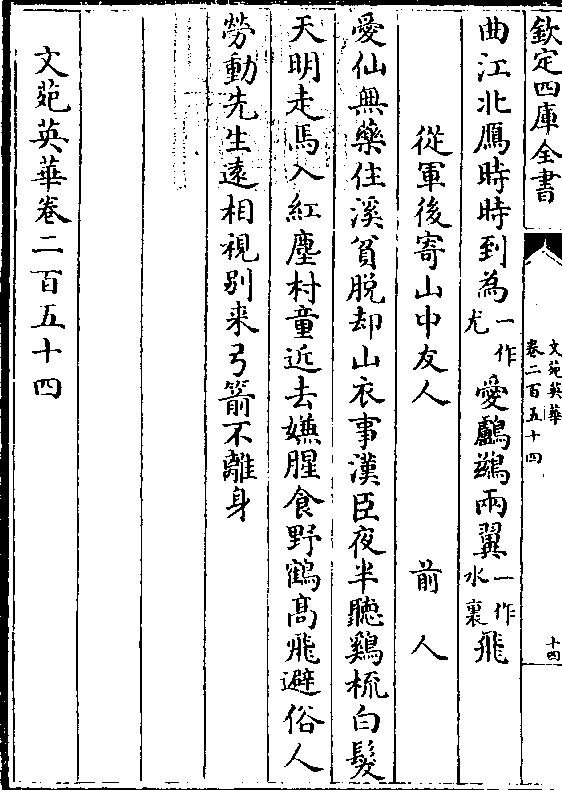 欽定四庫全書
文苑英華
卷二百五十四
十四
曲江北鴈時時到為一作尤愛鸕鷀兩翼一作水裏飛
從軍後寄山中友人 前人
愛仙無藥住溪貧脱却山衣事漢臣夜半聽鷄梳白髮
天明走馬入紅塵村童近去嫌腥食野鶴高飛避俗人
勞動先生遠相視别来弓箭不離身
文苑英華卷二百五十四